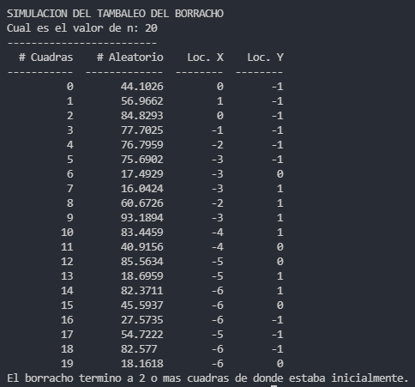 SIMULACION DEL TAMBALEO DEL BORRACHO
Cual es el valor de n: 20
-------------------------
# Cuadras # Aleatorio Loc. X Loc. Y
----------- ------------- -------- --------
0 44.1026 0 -1
1 56.9662 1 -1
2 84.8293 0 -1
3 77.7025 -1 -1
4 76.7959 -2 -1
5 75.6902 -3 -1
6 17.4929 -3 0
7 16.0424 -3 1
8 60.6726 -2 1
9 93.1894 -3 1
10 83.4459 -4 1
11 40.9156 -4 0
12 85.5634 -5 0
13 18.6959 -5 1
14 82.3711 -6 1
15 45.5937 -6 0
16 27.5735 -6 -1
17 54.7222 -5 -1
18 82.577 -6 -1
19 18.1618 -6 0
El borracho termino a 2 o mas cuadras de donde estaba inicialmente.